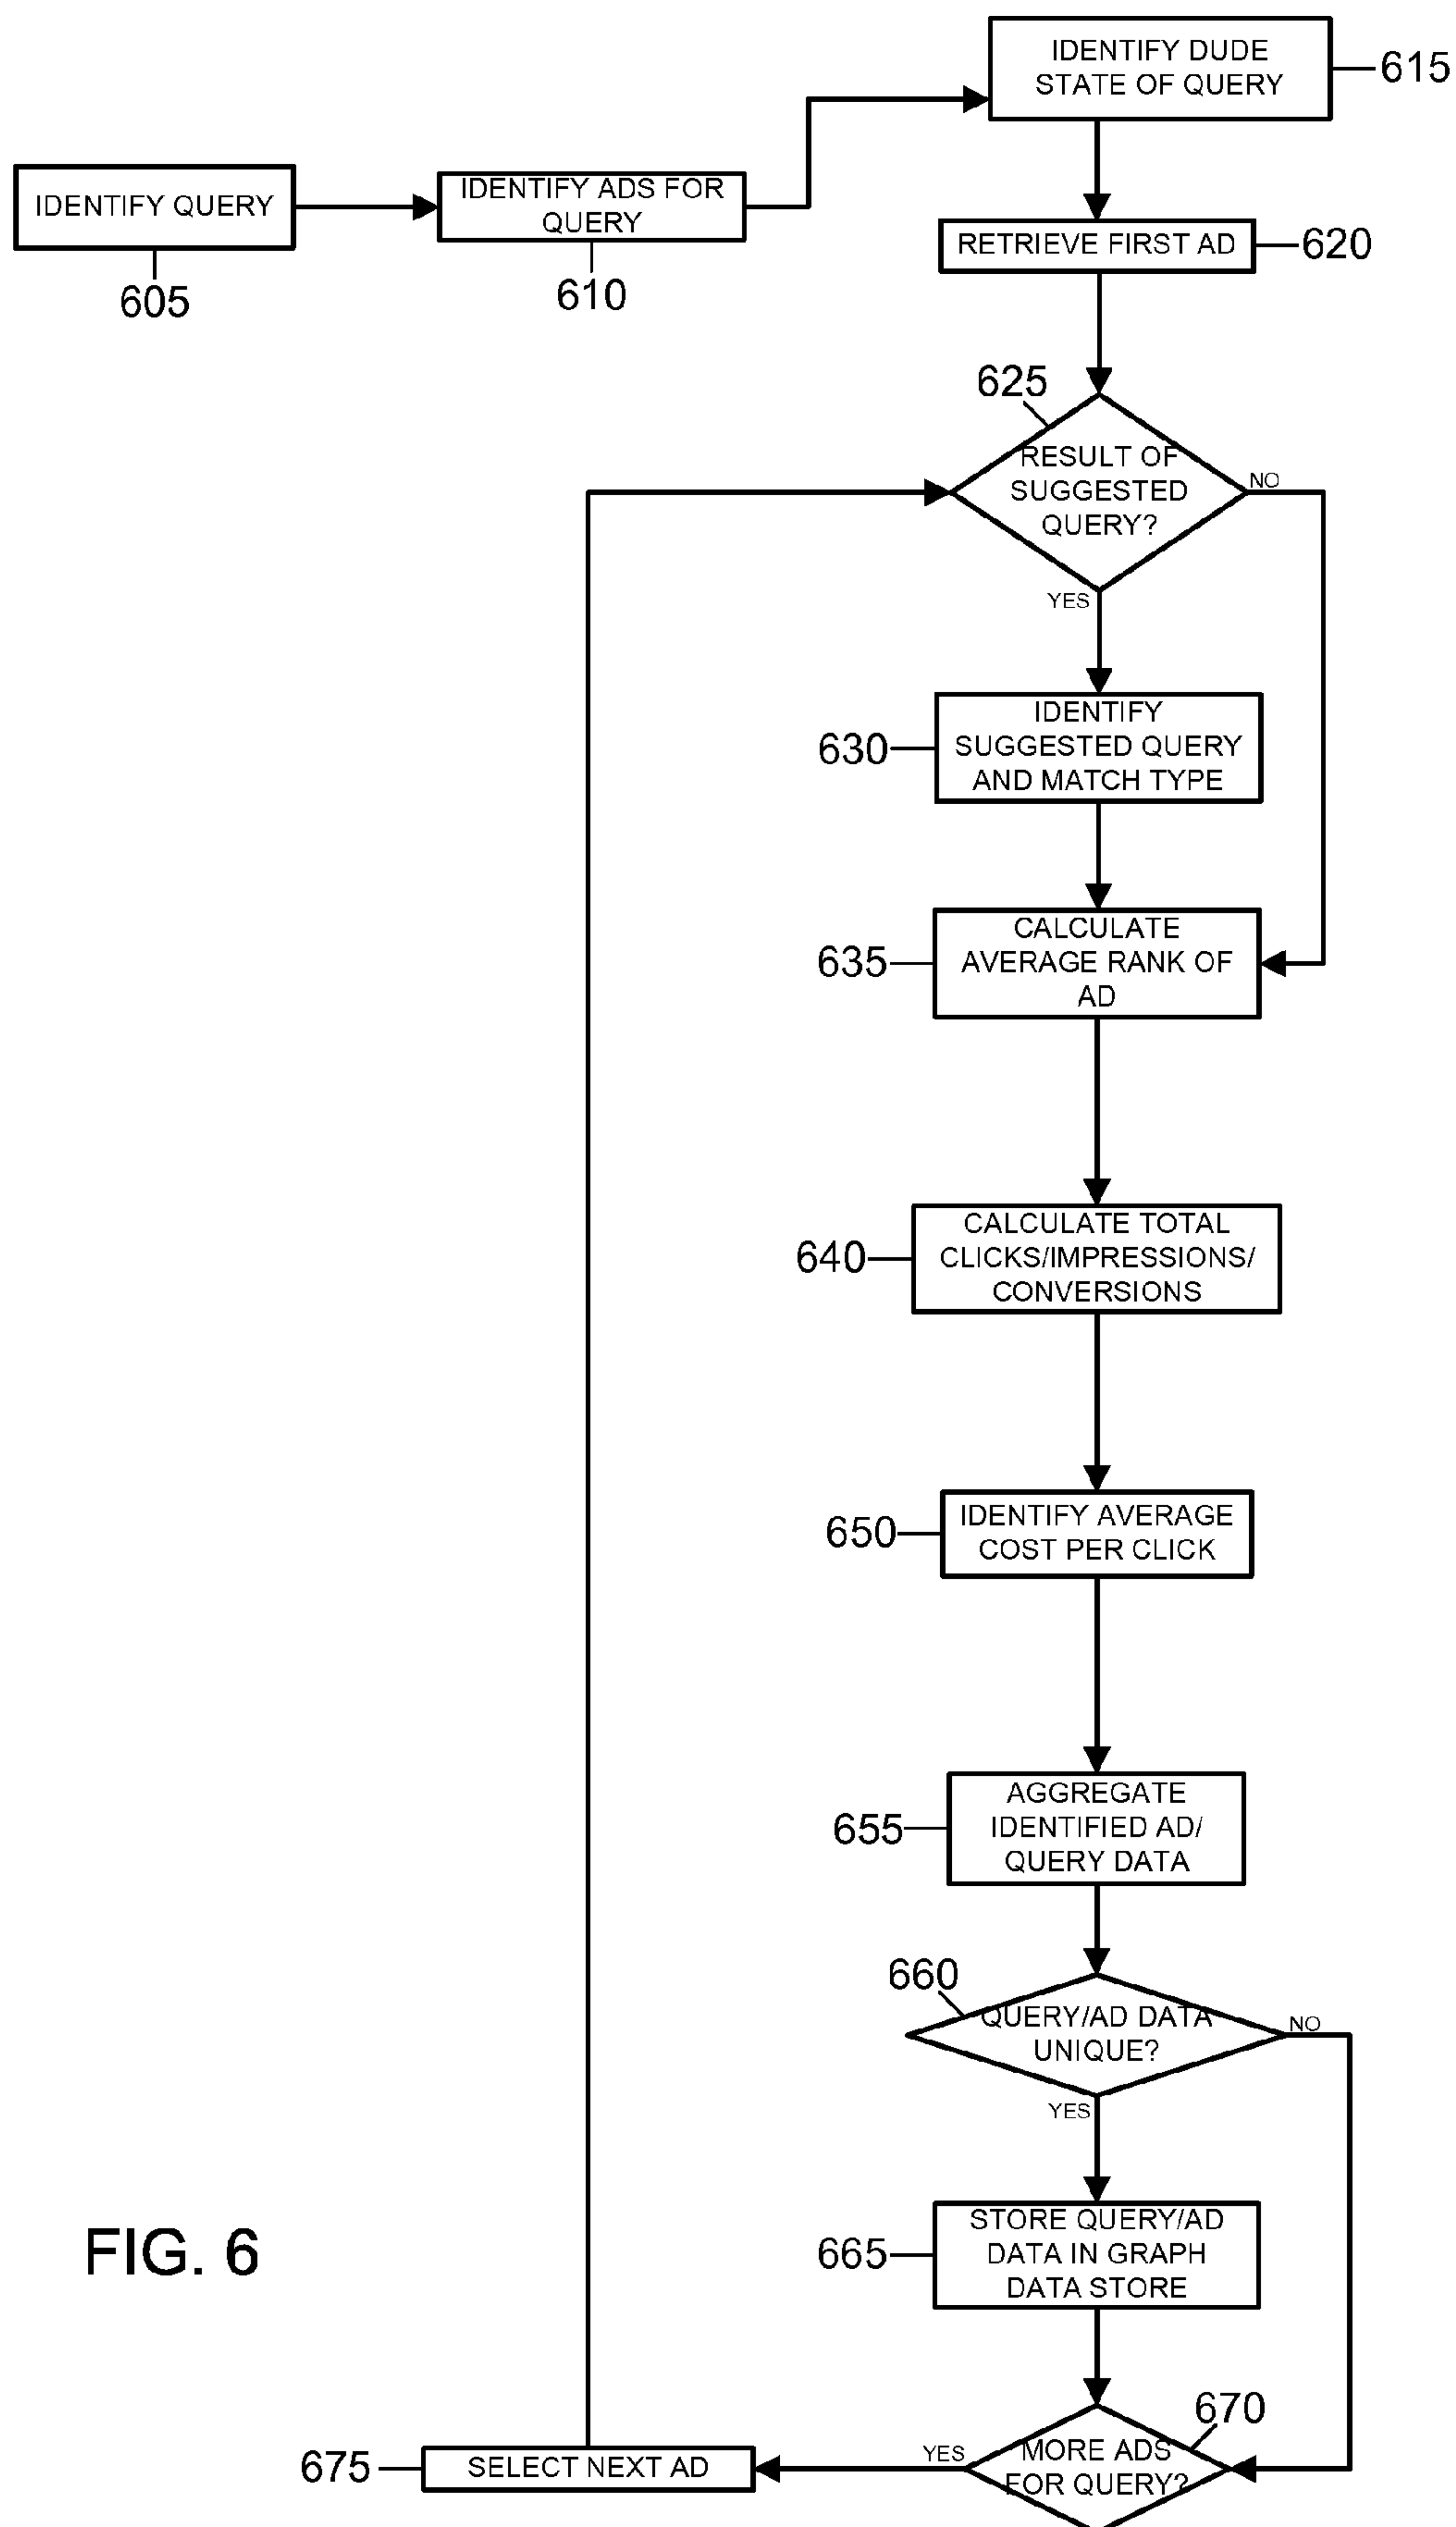 IDENTIFY DUDE
STATE OF QUERY
615
IDENTIFY QUERY
605
IDENTIFY ADS FOR
QUERY
610
RETRIEVE FIRST AD
620
625
RESULT OF
SUGGESTED
QUERY?
NO
YES
IDENTIFY
SUGGESTED QUERY
AND MATCH TYPE
630
CALCULATE
AVERAGE RANK OF
AD
635
CALCULATE TOTAL
CLICKS/IMPRESSIONS/
CONVERSIONS
640
IDENTIFY AVERAGE
COST PER CLICK
650
AGGREGATE
IDENTIFIED AD/
QUERY DATA
655
660
QUERY/AD DATA
UNIQUE?
NO
YES
STORE QUERY/AD
DATA IN GRAPH
DATA STORE
665
670
MORE ADS
FOR QUERY?
YES
SELECT NEXT AD
675
FIG. 6